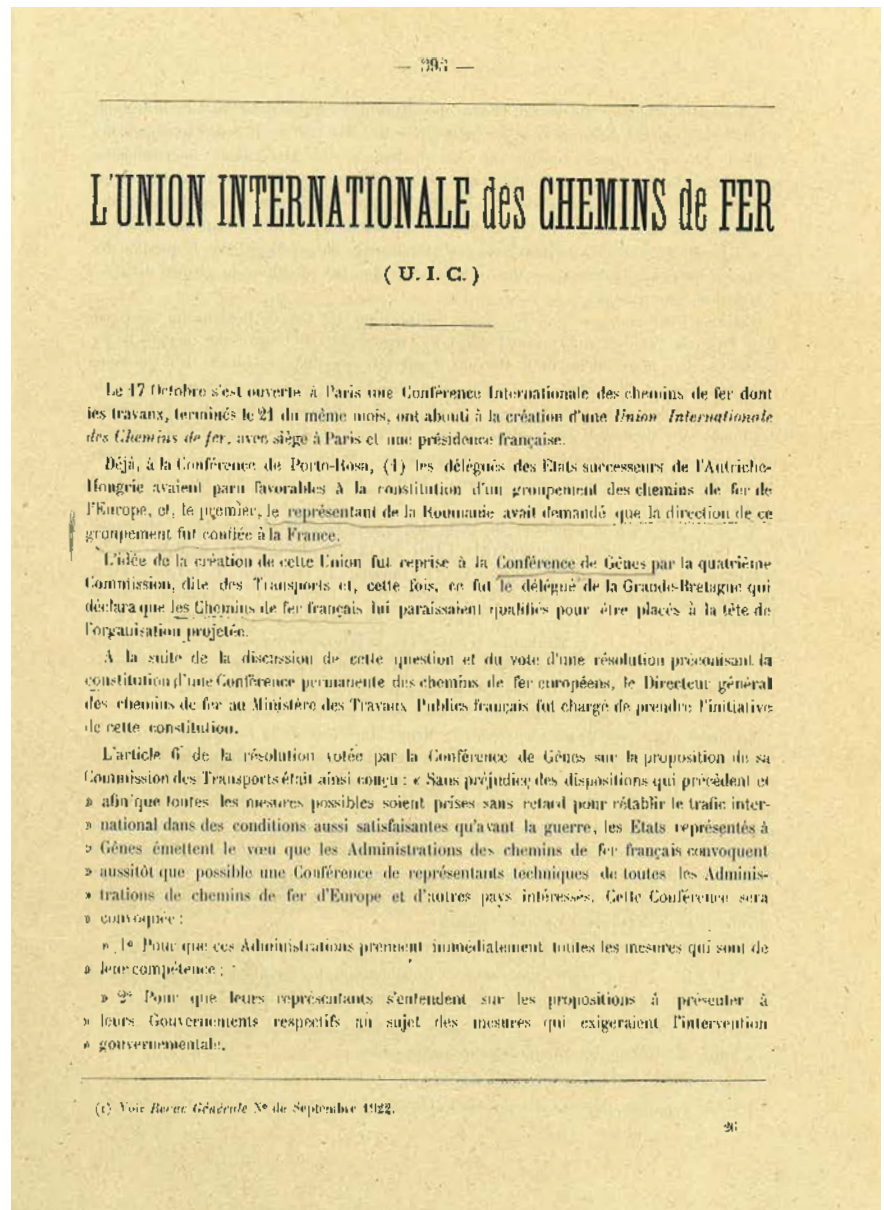 — 393 —
L'UNION INTERNATIONALE des CHEMINS de FER
( U. I. C. )
Le 17 Octobre s'est ouverte à Paris une Conférence Internationale des chemins de fer dont
les travaux, terminés le 21 du même mois, ont abouti à la création d'une Union Internationale
des Chemins de fer, avec siège à Paris et une présidence française.
Déjà, à la Conférence de Porto-Rosa, (1) les délégués des Etats successeurs de l'Autriche-
Hongrie avaient paru favorables à la constitution d'un groupement des chemins de fer de
l'Europe, et, le premier, le représentant de la Roumanie avait demandé que la direction de ce
groupement fut confiée à la France.
L'idée de la création de cette Union fut reprise à la Conférence de Gênes par la quatrième
Commission, dite des Transports et, cette fois, ce fut le délégué de la Grande-Bretagne qui
déclara que les Chemins de fer français lui paraissaient qualifiés pour être placés à la tête de
l'organisation projetée.
A la suite de la discussion de cette question et du vote d'une résolution préconisant la
constitution d'une Conférence permanente des chemins de fer européens, le Directeur général
des chemins de fer au Ministère des Travaux Publics français fut chargé de prendre l'initiative
de cette constitution.
L'article 6 de la résolution votée par la Conférence de Gênes sur la proposition de sa
Commission des Transports était ainsi conçu : « Sans préjudice des dispositions qui précèdent et
» afin que toutes les mesures possibles soient prises sans retard pour rétablir le trafic inter-
» national dans des conditions aussi satisfaisantes qu'avant la guerre, les Etats représentés à
» Gênes émettent le vœu que les Administrations des chemins de fer français convoquent
» aussitôt que possible une Conférence de représentants techniques de toutes les Adminis-
» trations de chemins de fer d'Europe et d'autres pays intéressés. Cette Conférence sera
» convoquée :
» 1° Pour que ces Administrations prennent immédiatement toutes les mesures qui sont de
» leur compétence ;
» 2° Pour que leurs représentants s'entendent sur les propositions à présenter à
» leurs Gouvernements respectifs au sujet des mesures qui exigeraient l'intervention
» gouvernementale.
(1) Voir Revue Générale N° de Septembre 1922.
26